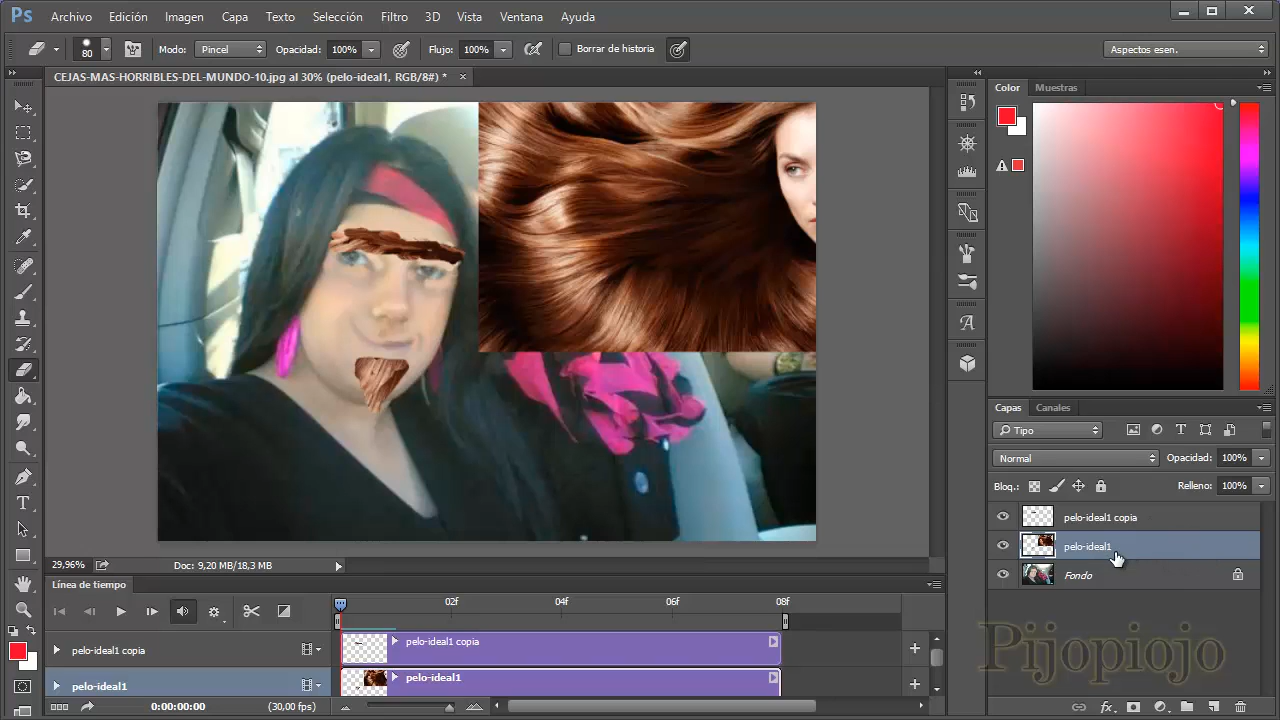 Ps Archivo Edición Imagen Capa Texto Selección Filtro 3D Vista Ventana Ayuda
80 Modo: Pincel Opacidad: 100% Flujo: 100% Borrar de historia Aspectos esen.
CEJAS-MAS-HORRIBLES-DEL-MUNDO-10.jpg al 30% (pelo-ideal1, RGB/8#) * ×
Color Muestras
Capas Canales
Tipo
Normal Opacidad: 100%
Bloq.: Relleno: 100%
pelo-ideal1 copia
pelo-ideal1
Fondo
29,96% Doc: 9,20 MB/18,3 MB
Línea de tiempo
02f 04f 06f 08f
pelo-ideal1 copia pelo-ideal1 copia
pelo-ideal1 pelo-ideal1
0:00:00:00 (30,00 fps)
Pijopiojo